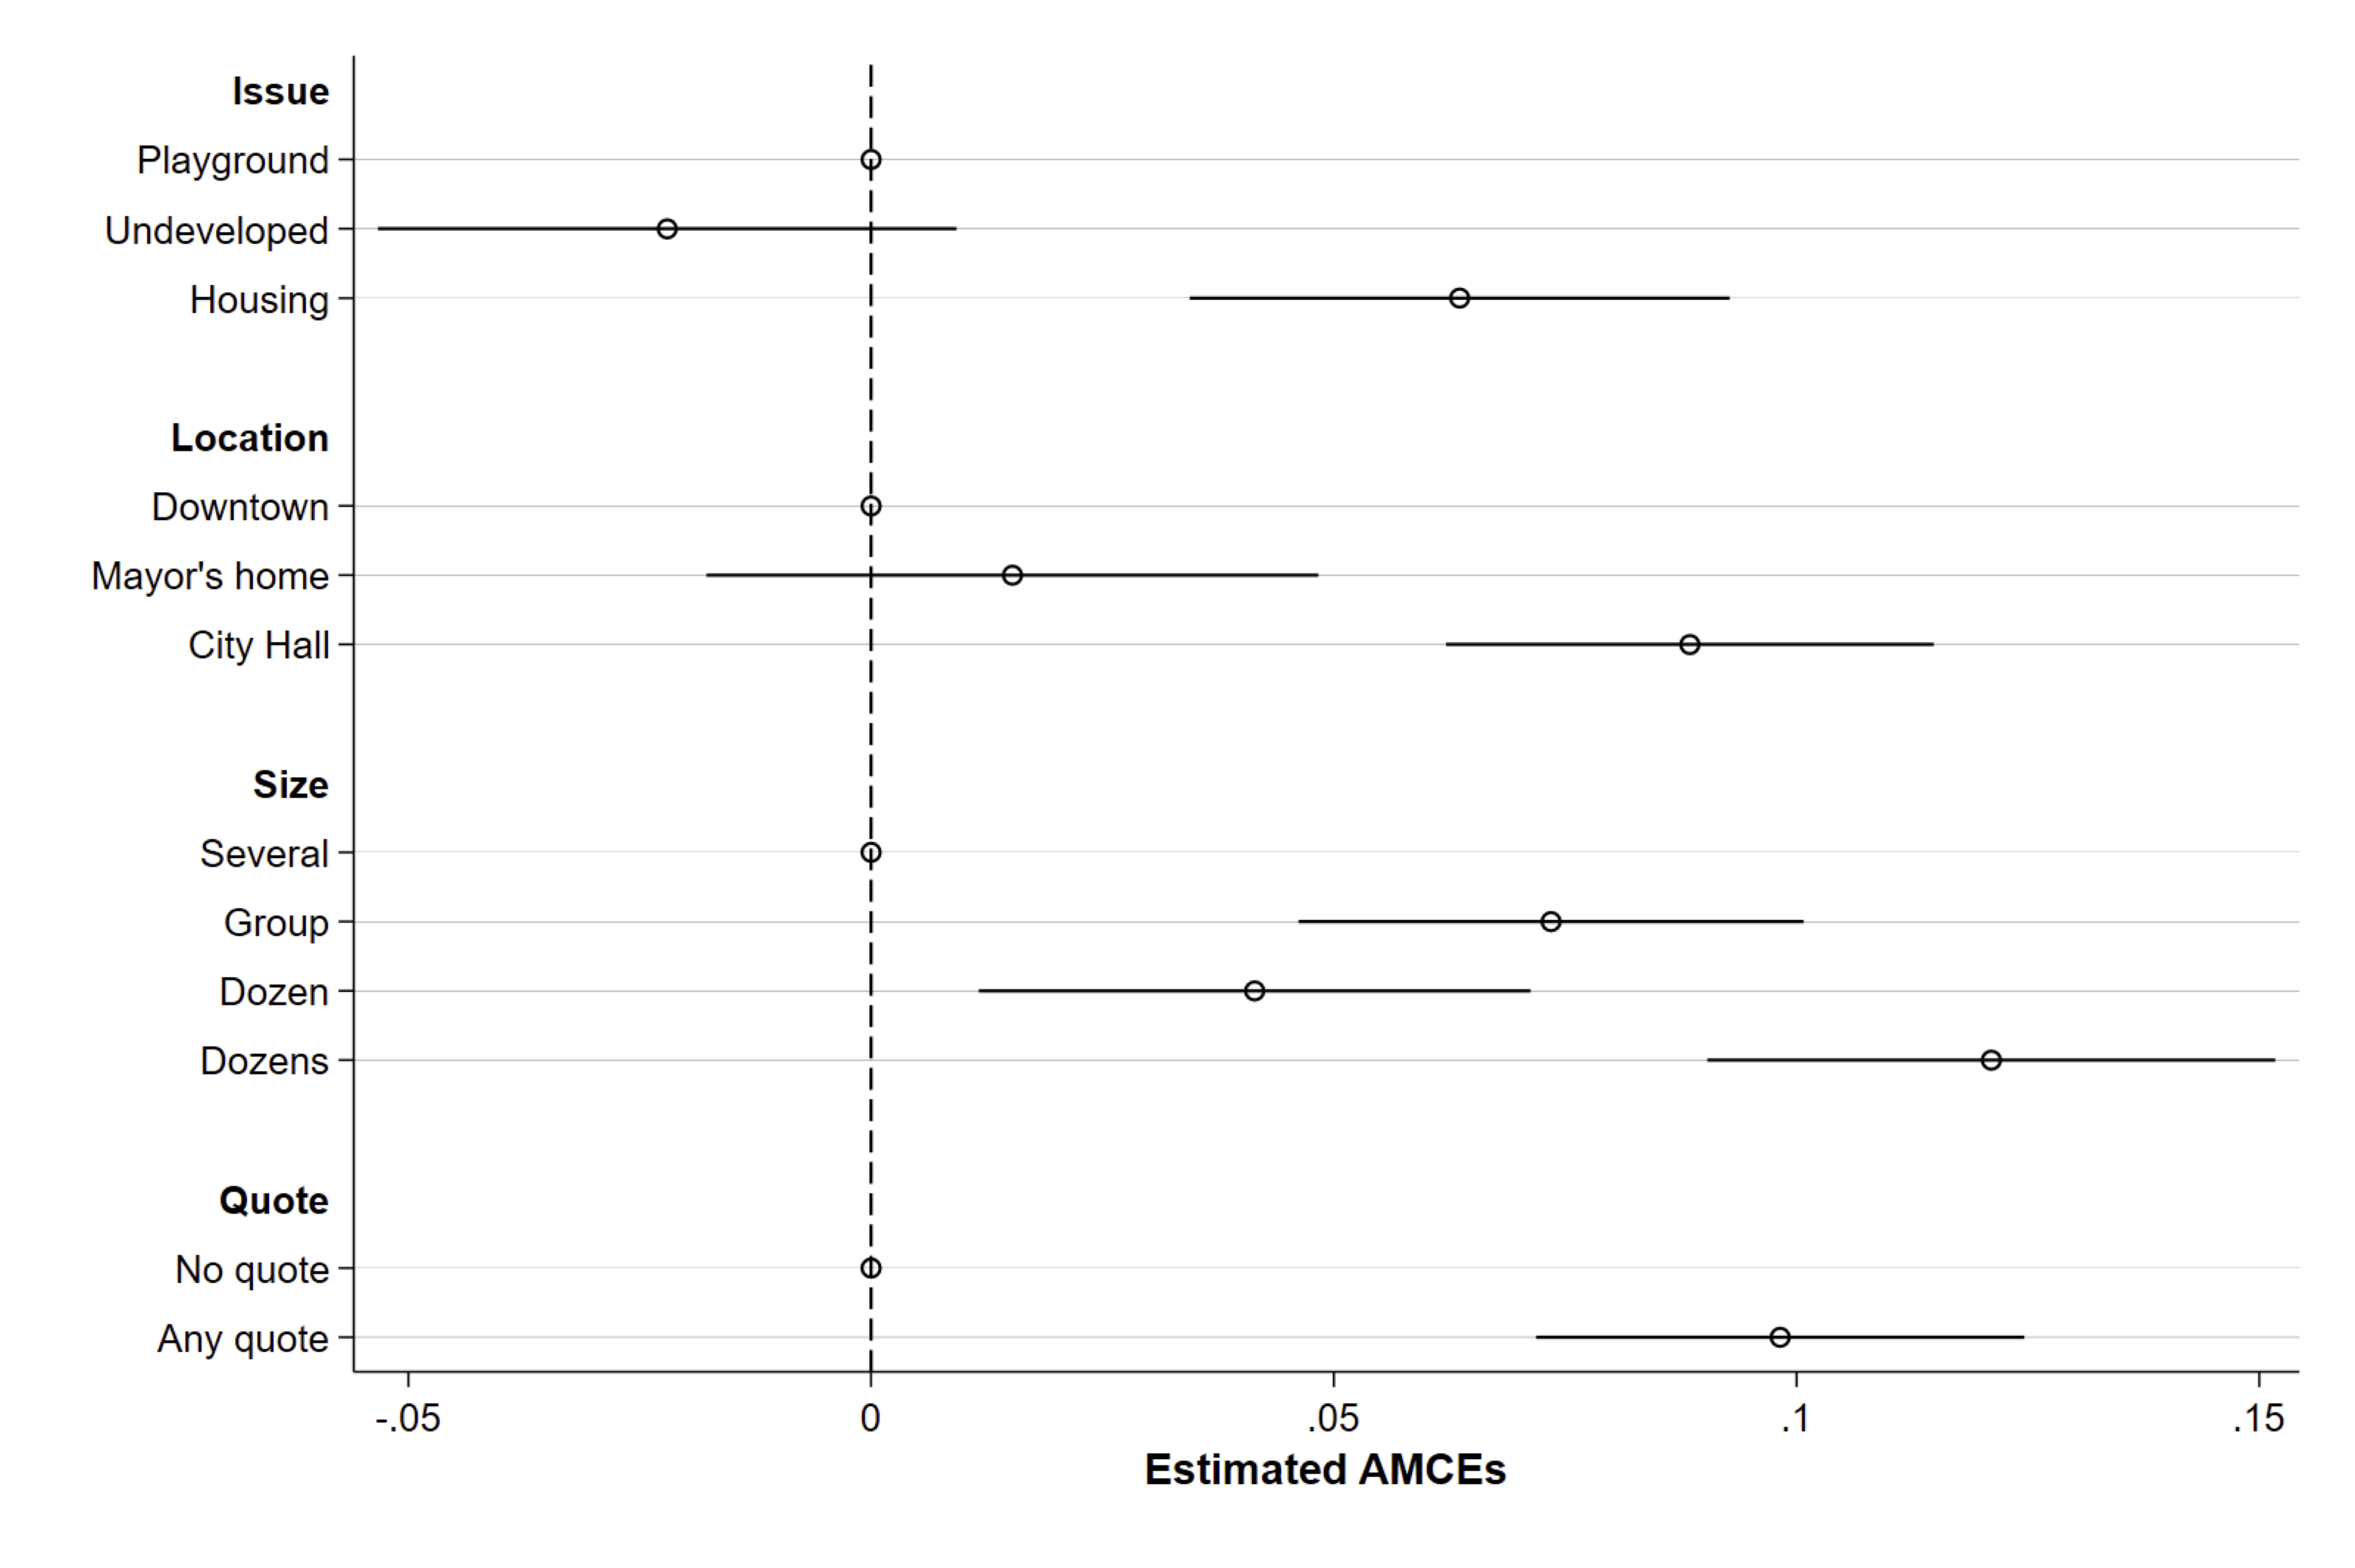 Issue
Playground
Undeveloped
Housing
Location
Downtown
Mayor's home
City Hall
Size
Several
Group
Dozen
Dozens
Quote
No quote
Any quote
-.05 0 .05 .1 .15
Estimated AMCEs